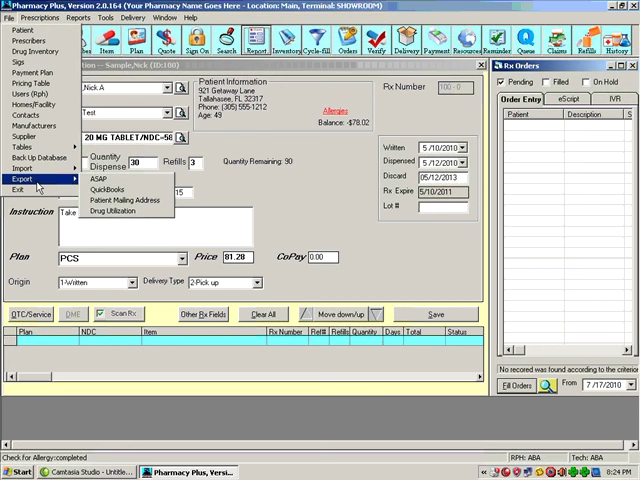 Pharmacy Plus, Version 2.0.164 (Your Pharmacy Name Goes Here - Location: Main, Terminal: SHOWROOM)
File Prescriptions Tools Reports Delivery Window Help
Item Plan Quote Sign On Search Report Inventory Cycle-fill Orders Verify Delivery Payment Resources Queue Claims Refills History
Patient
Prescribers
Drug Inventory
Sigs
Payment Plan
Pricing Table
Users (Rph)
Homes/Facility
Contacts
Manufacturers
Supplier
Tables
Back Up Database
Import
Export
Exit
ASAP
QuickBooks
Patient Mailing Address
Drug Utilization
tion --- Sample,Nick (ID:100)
,Nick A
Test
20 MG TABLET/NDC=58
Patient Information
921 Getaway Lane
Tallahasee, FL 32317
Phone: (305) 555-1212
Age: 49
Allergies
Balance: -$78.02
Rx Number 100 - 0
Quantity Dispense 30 Refills 3 Quantity Remaining: 90
15
Written 5 /10/2010
Dispensed 5 /12/2010
Discard 05/12/2013
Rx Expire 5/10/2011
Lot #
Instruction Take
Plan PCS Price 81.28 CoPay 0.00
Origin 1-Written Delivery Type 2-Pick up
OTC/Service DME Scan Rx Other Rx Fields Clear All Move down/up Save
Plan NDC Item Rx Number Ref# Refills Quantity Days Total Status
Rx Orders
Pending Filled On Hold
Order Entry eScript IVR
Patient Description S
No record was found according to the criterior
Fill Orders From 7 /17/2010
Check for Allergy:completed RPH: ABA Tech: ABA
Start Camtasia Studio - Untitle... Pharmacy Plus, Versi... 8:24 PM